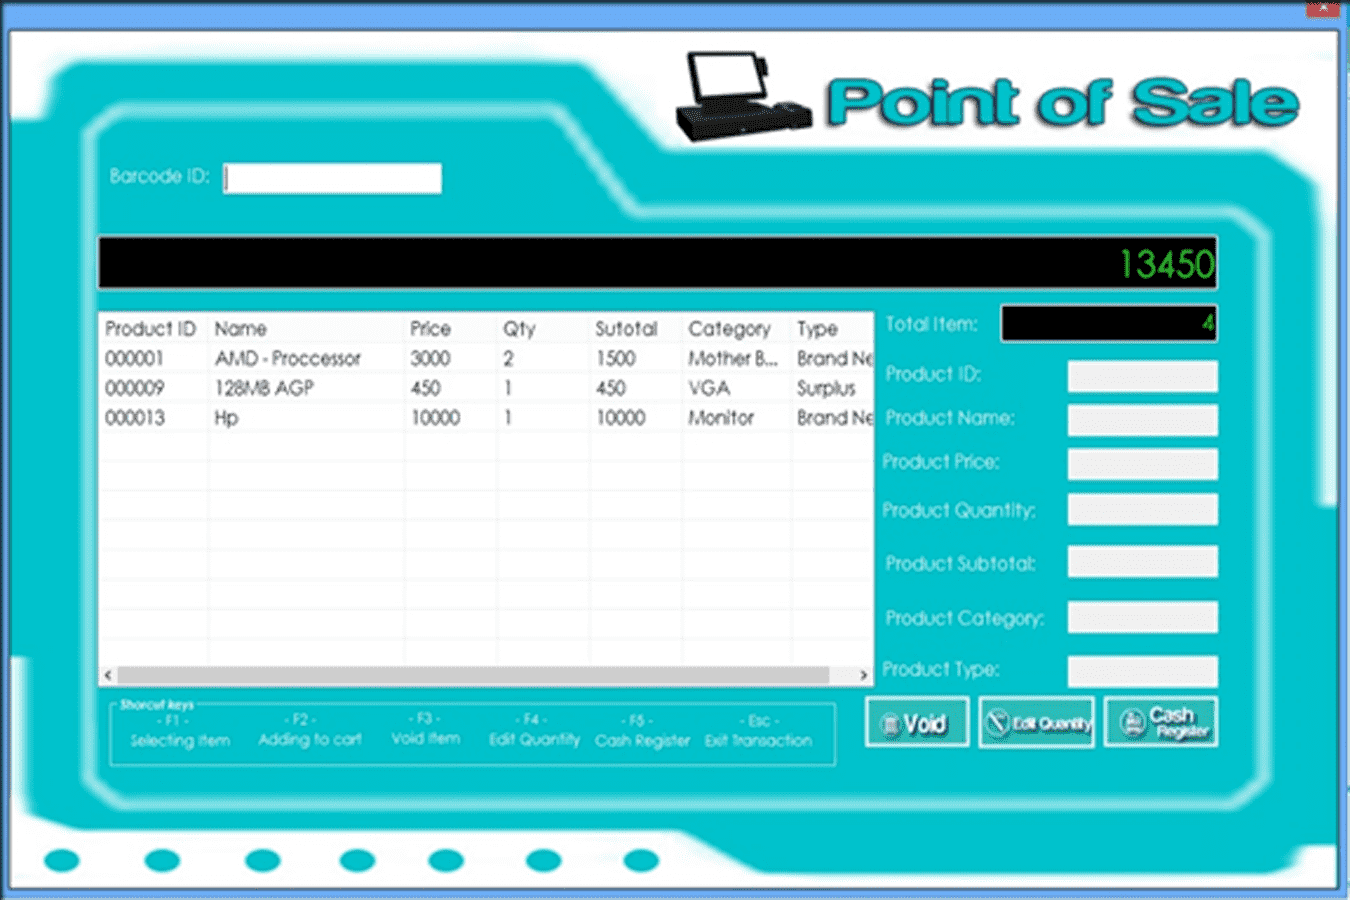 Point of Sale
Barcode ID:
13450
Product ID Name Price Qty Sutotal Category Type
000001 AMD - Proccessor 3000 2 1500 Mother B... Brand Ne
000009 128MB AGP 450 1 450 VGA Surplus
000013 Hp 10000 1 10000 Monitor Brand Ne
Total Item: 4
Product ID:
Product Name:
Product Price:
Product Quantity:
Product Subtotal:
Product Category:
Product Type:
Shorcut keys
- F1 - - F2 - - F3 - - F4 - - F5 - - Esc -
Selecting Item Adding to cart Void Item Edit Quantity Cash Register Exit Transaction
Void
Edit Quantity
Cash
Register